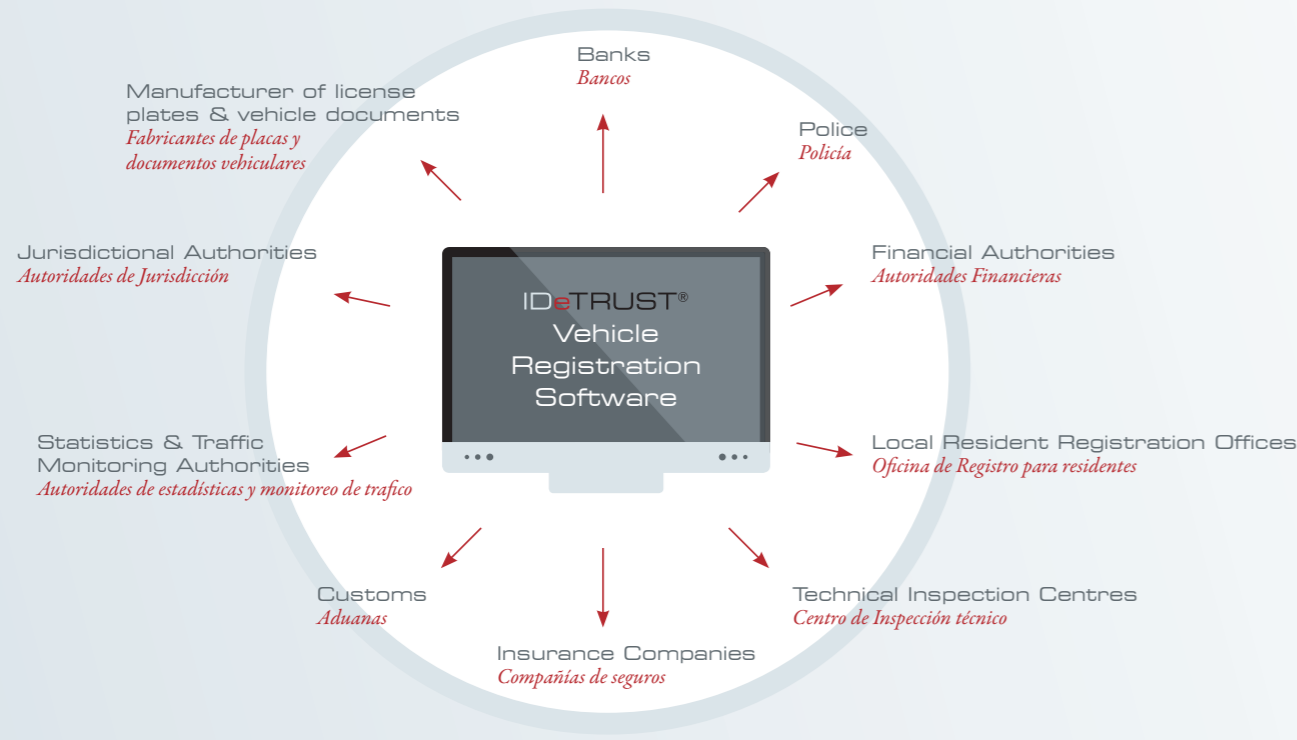 Banks
Bancos
Manufacturer of license
plates & vehicle documents
Fabricantes de placas y
documentos vehiculares
Police
Policía
Jurisdictional Authorities
Autoridades de Jurisdicción
Financial Authorities
Autoridades Financieras
IDeTRUST®
Vehicle
Registration
Software
Statistics & Traffic
Monitoring Authorities
Autoridades de estadísticas y monitoreo de trafico
Local Resident Registration Offices
Oficina de Registro para residentes
Customs
Aduanas
Technical Inspection Centres
Centro de Inspección técnico
Insurance Companies
Compañías de seguros